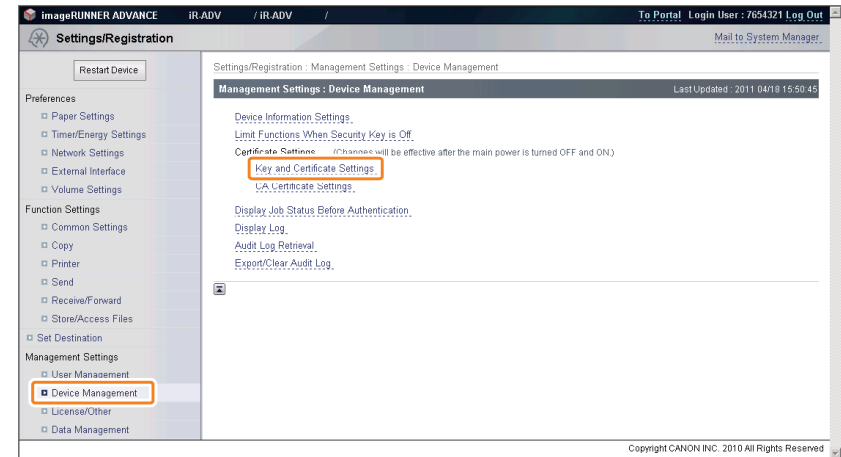 imageRUNNER ADVANCE iR-ADV / iR-ADV / To Portal Login User : 7654321 Log Out
Settings/Registration Mail to System Manager
Restart Device
Settings/Registration : Management Settings : Device Management
Management Settings : Device Management Last Updated : 2011 04/18 15:50:45
Preferences
Paper Settings
Timer/Energy Settings
Network Settings
External Interface
Volume Settings
Function Settings
Common Settings
Copy
Printer
Send
Receive/Forward
Store/Access Files
Set Destination
Management Settings
User Management
Device Management
License/Other
Data Management
Device Information Settings
Limit Functions When Security Key is Off
Certificate Settings (Changes will be effective after the main power is turned OFF and ON.)
Key and Certificate Settings
CA Certificate Settings
Display Job Status Before Authentication
Display Log
Audit Log Retrieval
Export/Clear Audit Log
Copyright CANON INC. 2010 All Rights Reserved